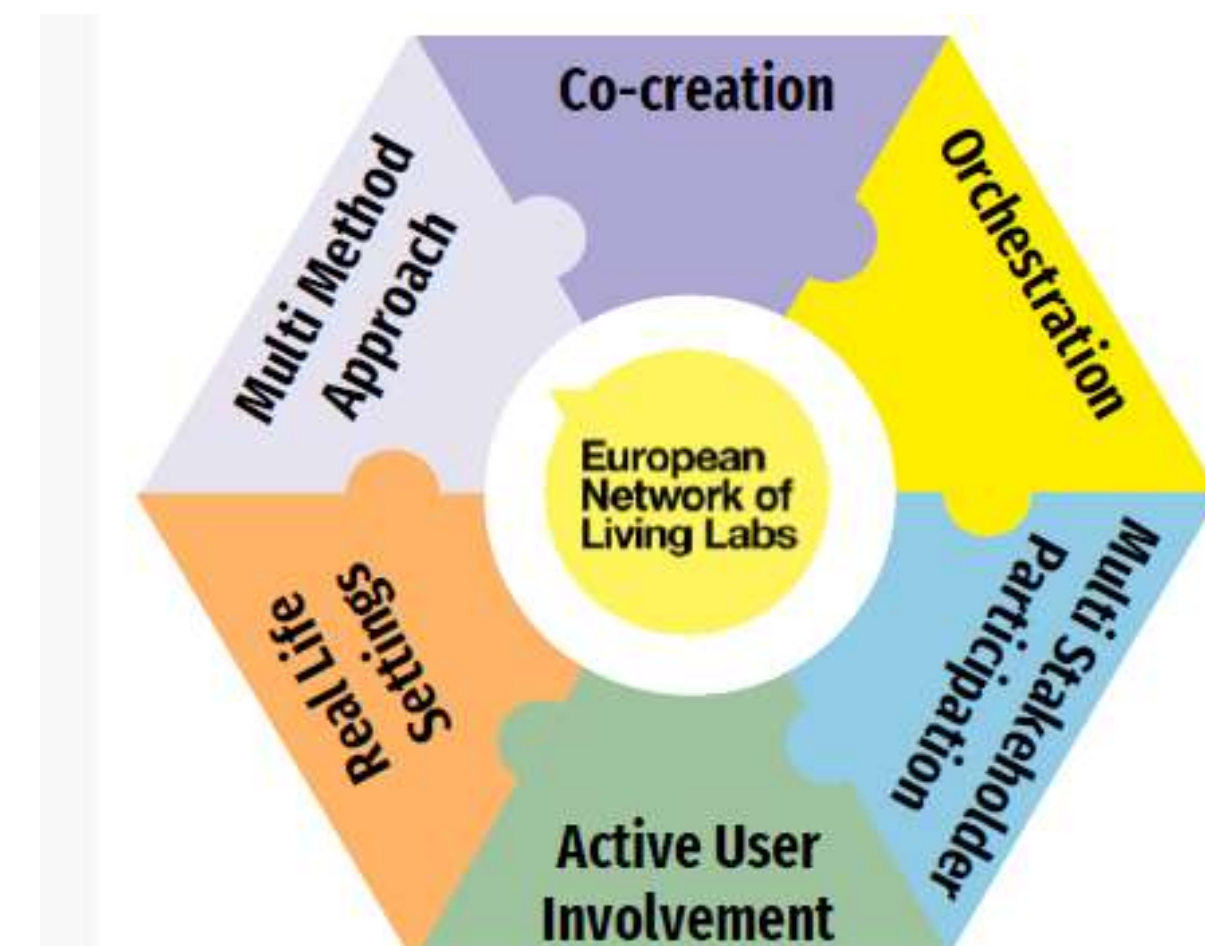 Co-creation
Orchestration
Multi Method
Approach
European
Network of
Living Labs
Multi Stakeholder
Participation
Real Life
Settings
Active User
Involvement